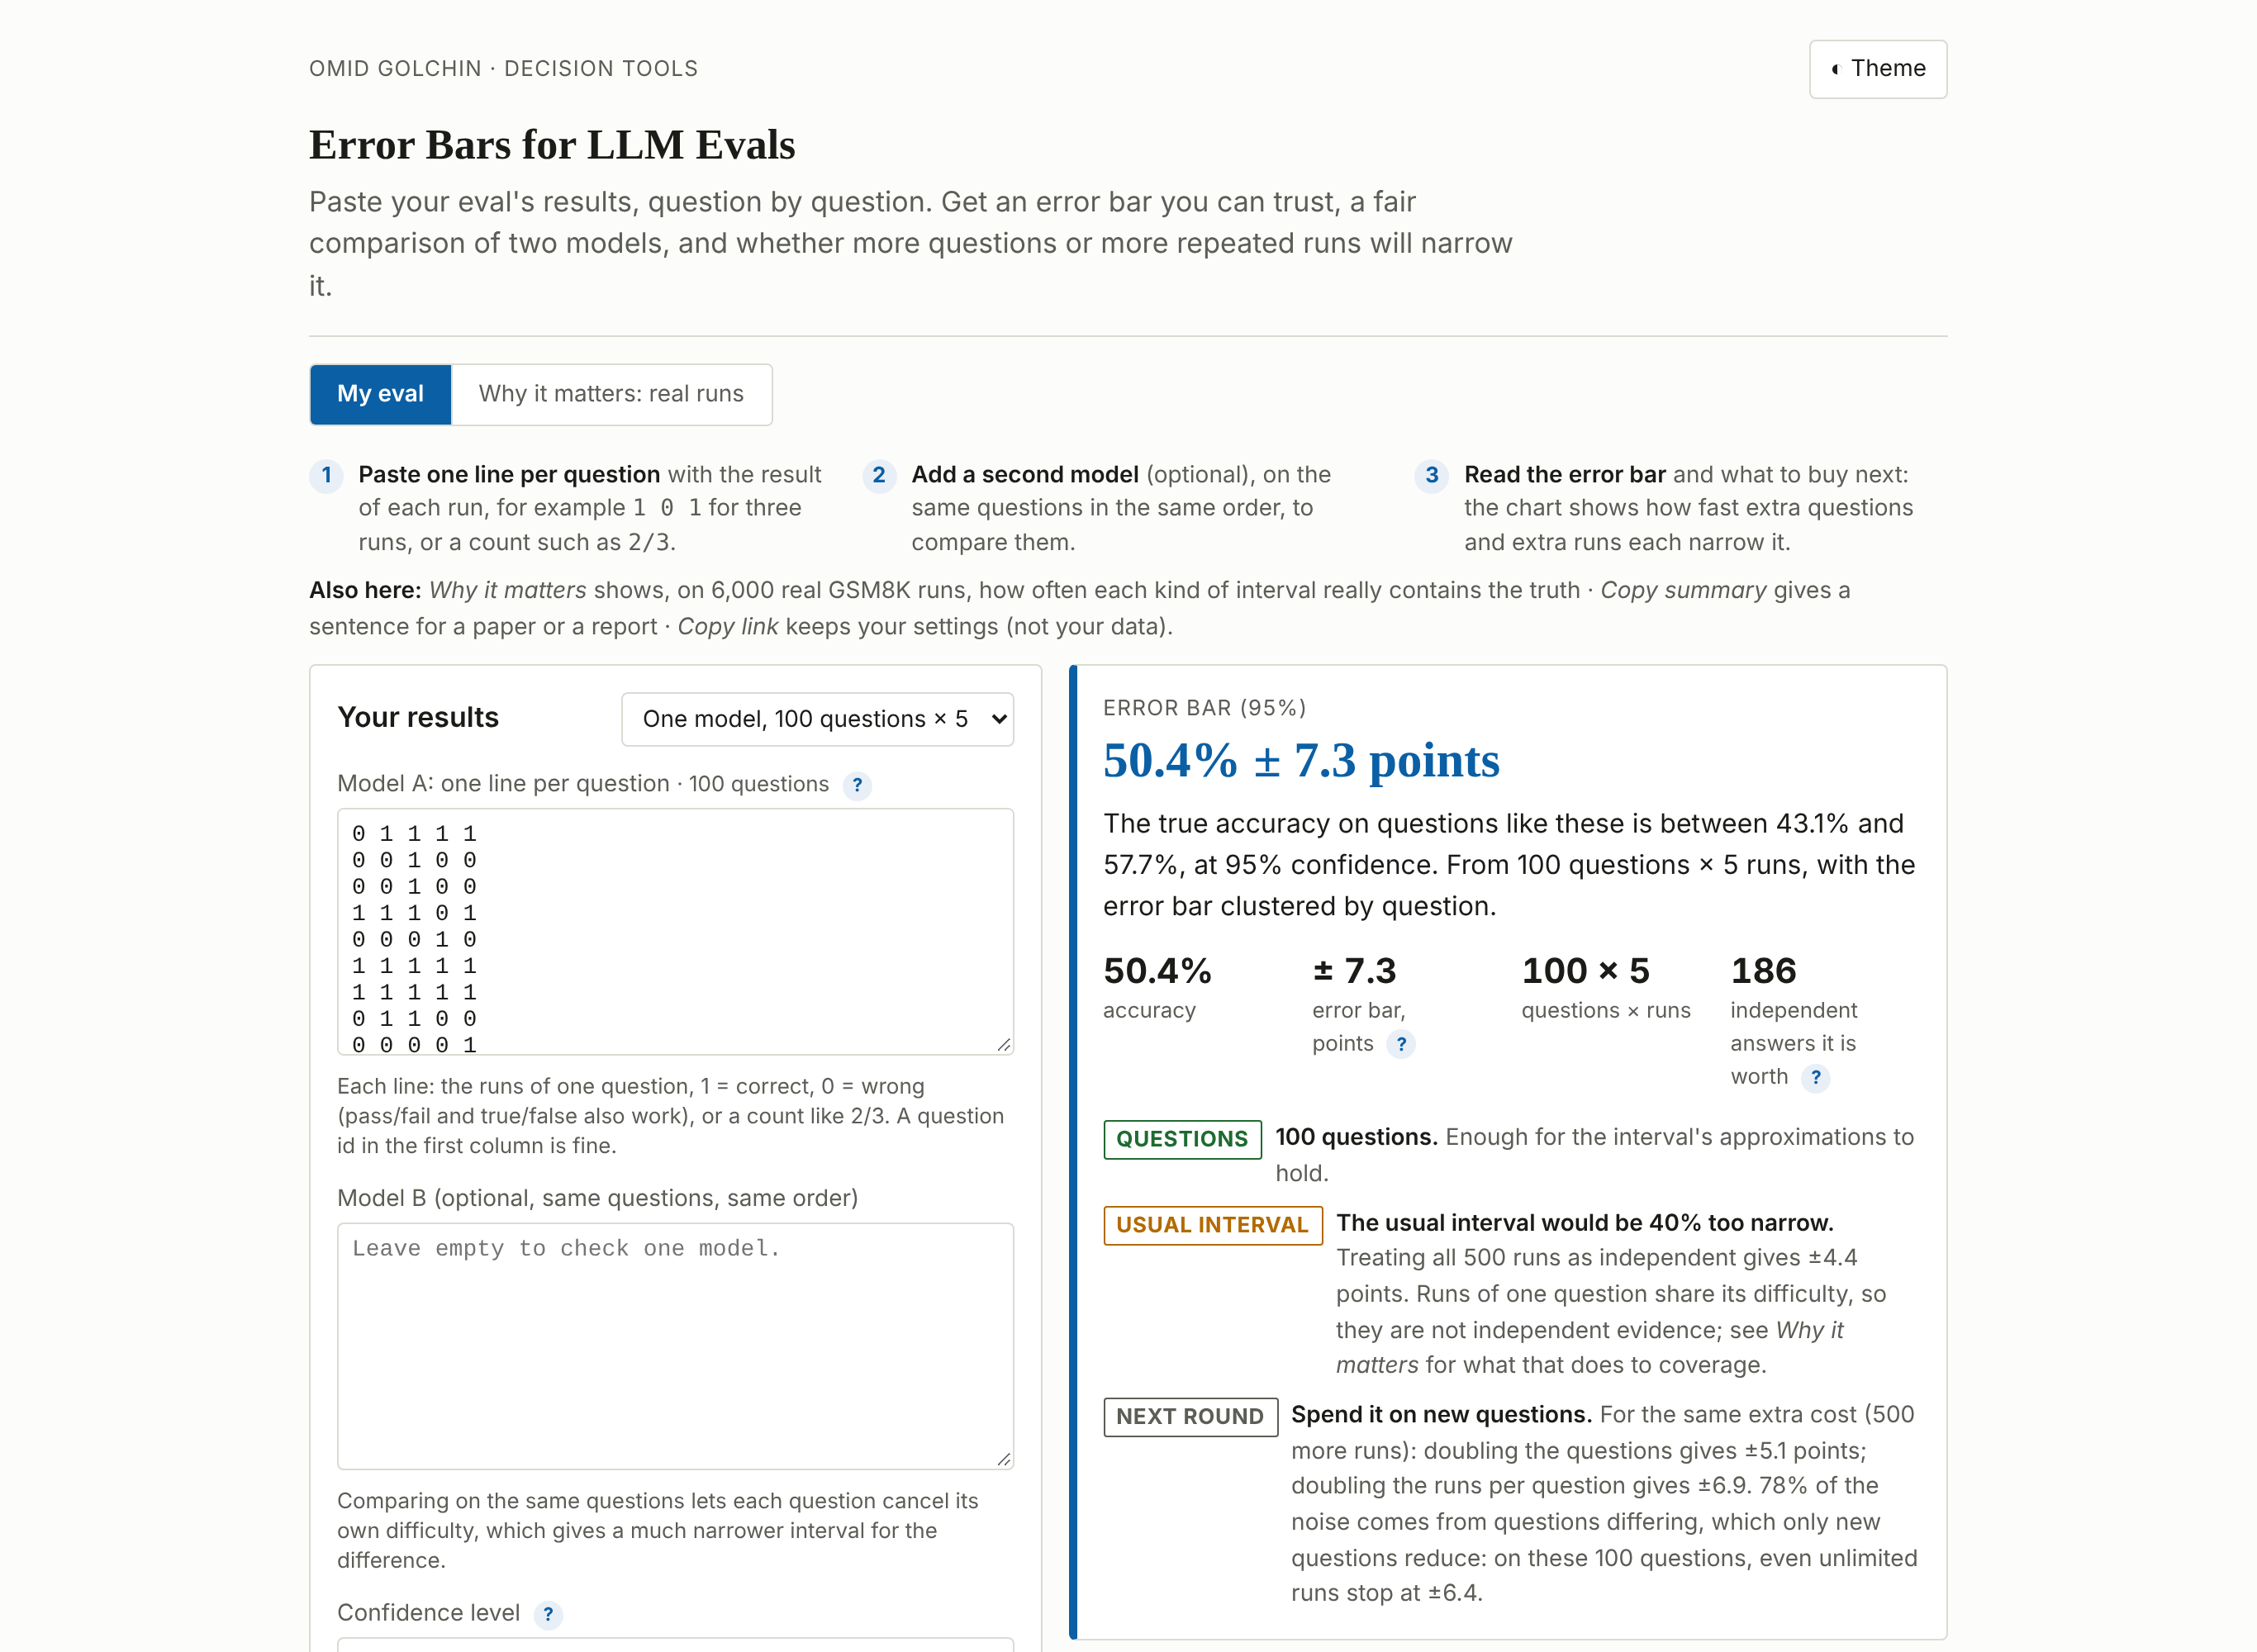 OMID GOLCHIN · DECISION TOOLS
Theme
Error Bars for LLM Evals
Paste your eval's results, question by question. Get an error bar you can trust, a fair
comparison of two models, and whether more questions or more repeated runs will narrow
it.
My eval
Why it matters: real runs
1
Paste one line per question with the result
of each run, for example 1 0 1 for three
runs, or a count such as 2/3.
2
Add a second model (optional), on the
same questions in the same order, to
compare them.
3
Read the error bar and what to buy next:
the chart shows how fast extra questions
and extra runs each narrow it.
Also here: Why it matters shows, on 6,000 real GSM8K runs, how often each kind of interval really contains the truth · Copy summary gives a
sentence for a paper or a report · Copy link keeps your settings (not your data).
Your results
One model, 100 questions × 5
Model A: one line per question · 100 questions ?
0 1 1 1 1
0 0 1 0 0
0 0 1 0 0
1 1 1 0 1
0 0 0 1 0
1 1 1 1 1
1 1 1 1 1
0 1 1 0 0
0 0 0 0 1
Each line: the runs of one question, 1 = correct, 0 = wrong
(pass/fail and true/false also work), or a count like 2/3. A question
id in the first column is fine.
Model B (optional, same questions, same order)
Leave empty to check one model.
Comparing on the same questions lets each question cancel its
own difficulty, which gives a much narrower interval for the
difference.
Confidence level ?
ERROR BAR (95%)
50.4% ± 7.3 points
The true accuracy on questions like these is between 43.1% and
57.7%, at 95% confidence. From 100 questions × 5 runs, with the
error bar clustered by question.
50.4%
accuracy
± 7.3
error bar,
points ?
100 × 5
questions × runs
186
independent
answers it is
worth ?
QUESTIONS
100 questions. Enough for the interval's approximations to
hold.
USUAL INTERVAL
The usual interval would be 40% too narrow.
Treating all 500 runs as independent gives ±4.4
points. Runs of one question share its difficulty, so
they are not independent evidence; see Why it
matters for what that does to coverage.
NEXT ROUND
Spend it on new questions. For the same extra cost (500
more runs): doubling the questions gives ±5.1 points;
doubling the runs per question gives ±6.9. 78% of the
noise comes from questions differing, which only new
questions reduce: on these 100 questions, even unlimited
runs stop at ±6.4.